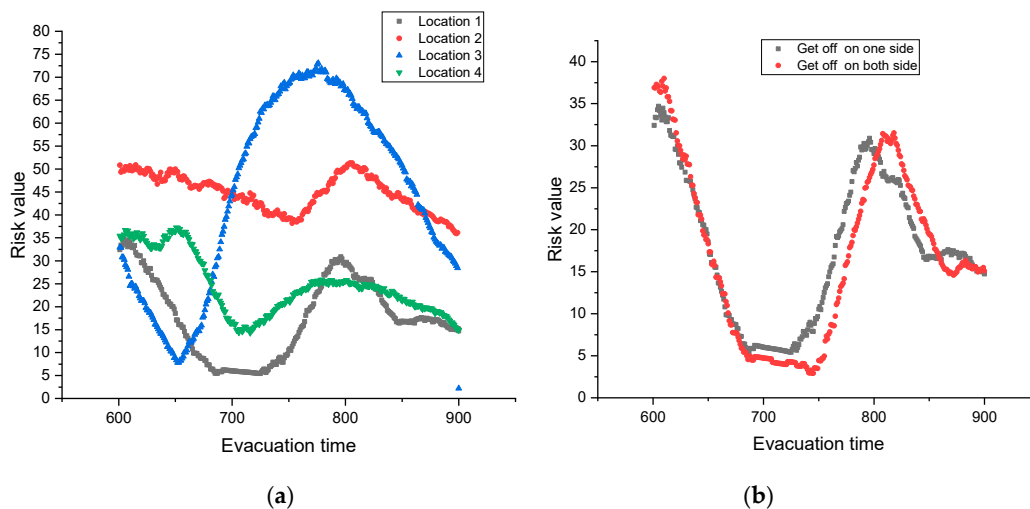 Location 1
Location 2
Location 3
Location 4
80
75
70
65
60
55
50
45
40
35
30
25
20
15
10
5
0
Risk value
600
700
800
900
Evacuation time
(a)
Get off on one side
Get off on both side
40
35
30
25
20
15
10
5
0
Risk value
600
700
800
900
Evacuation time
(b)